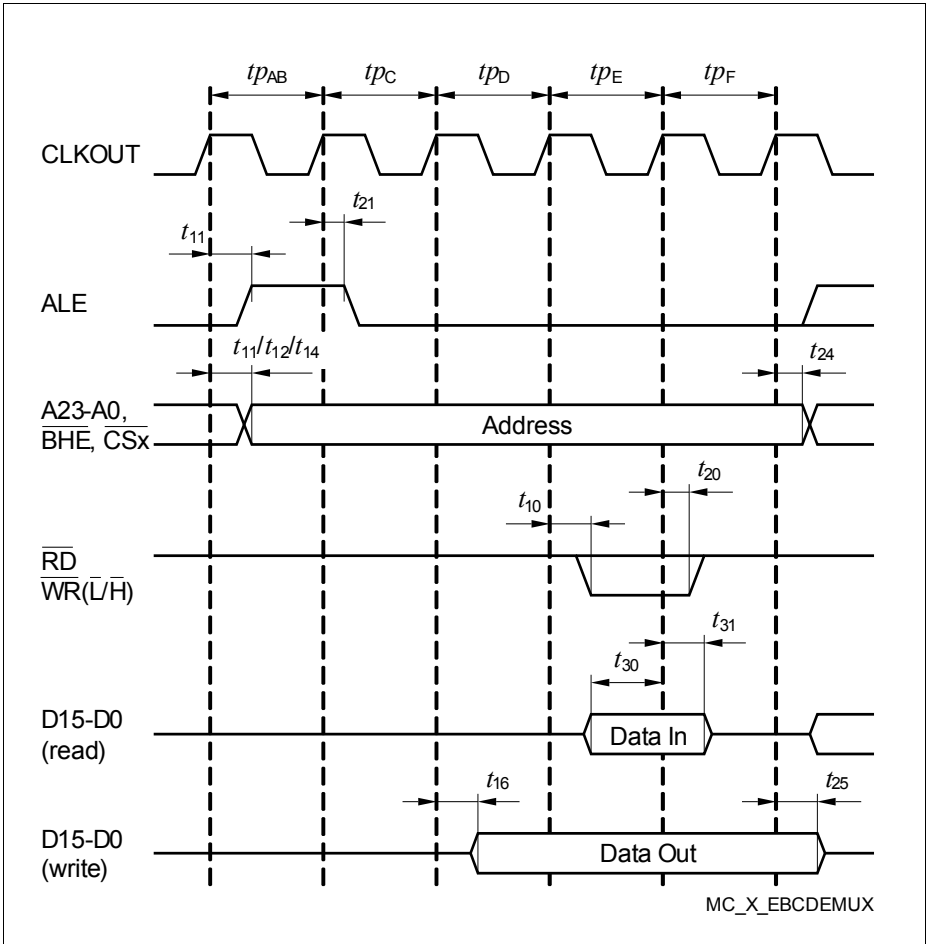 tpAB tpC tpD tpE tpF
CLKOUT
t21
t11
ALE
t11/t12/t14
t24
A23-A0,
BHE, CSx
Address
t20
t10
RD
WR(L/H)
t31
t30
D15-D0
(read)
Data In
t16
t25
D15-D0
(write)
Data Out
MC_X_EBCDEMUX